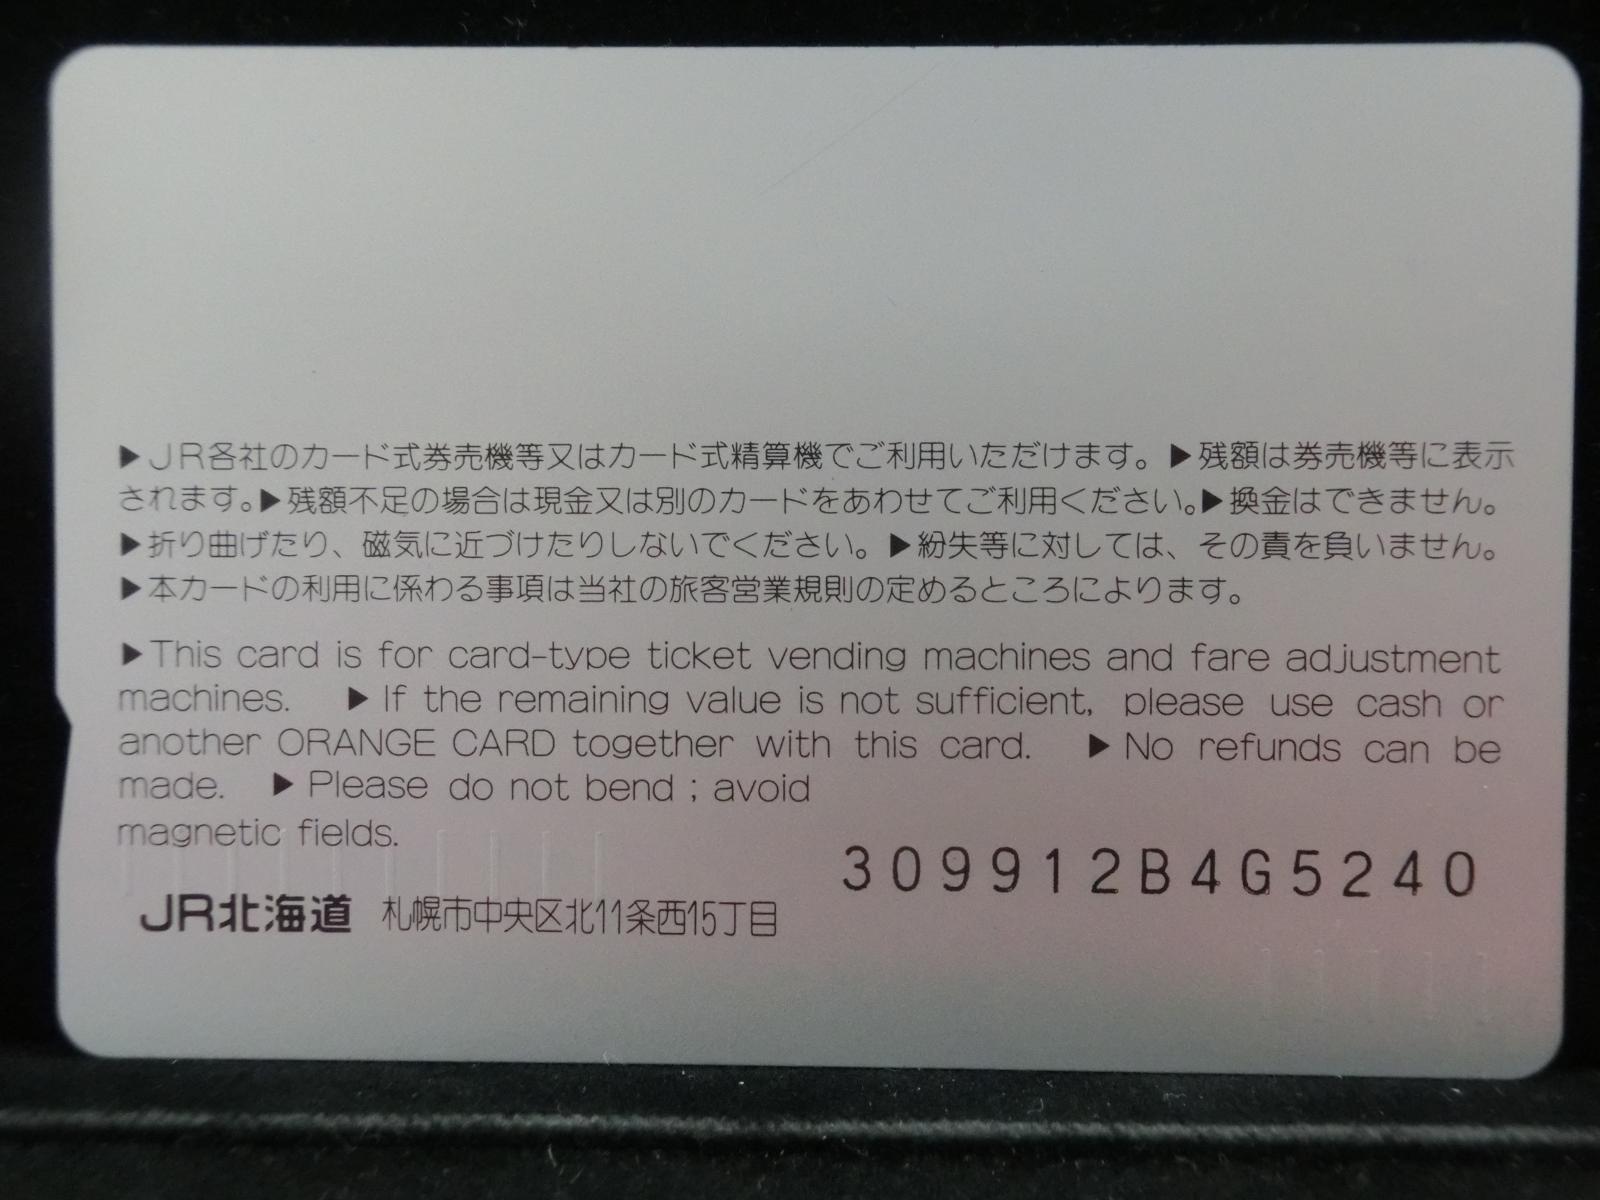 ▶JR各社のカード式券売機等又はカード式精算機でご利用いただけます。▶残額は券売機等に表示
されます。▶残額不足の場合は現金又は別のカードをあわせてご利用ください。▶換金はできません。
▶折り曲げたり、磁気に近づけたりしないでください。▶紛失等に対しては、その責を負いません。
▶本カードの利用に係わる事項は当社の旅客営業規則の定めるところによります。
▶This card is for card-type ticket vending machines and fare adjustment
machines. ▶If the remaining value is not sufficient, please use cash or
another ORANGE CARD together with this card. ▶No refunds can be
made. ▶Please do not bend ; avoid
magnetic fields.
309912B4G5240
JR北海道 札幌市中央区北11条西15丁目